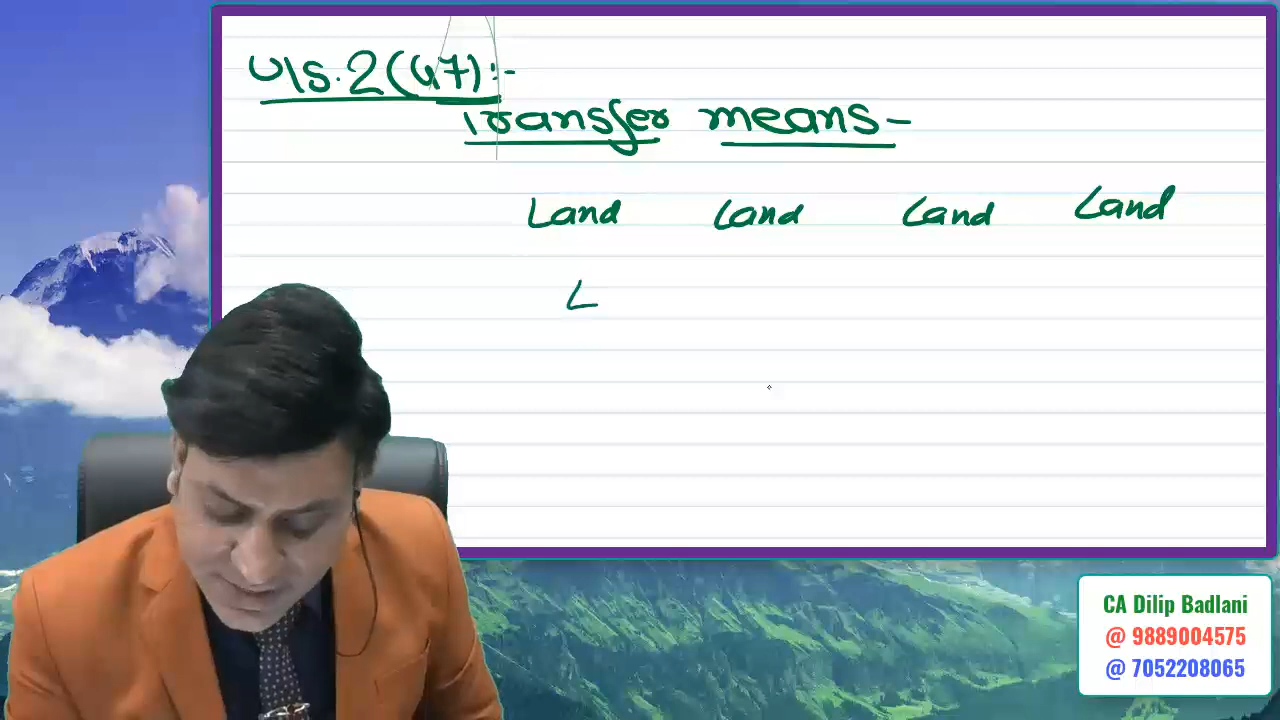 U/s. 2(47):-
Transfer means-
Land Land Land Land
L
CA Dilip Badlani
@ 9889004575
@ 7052208065